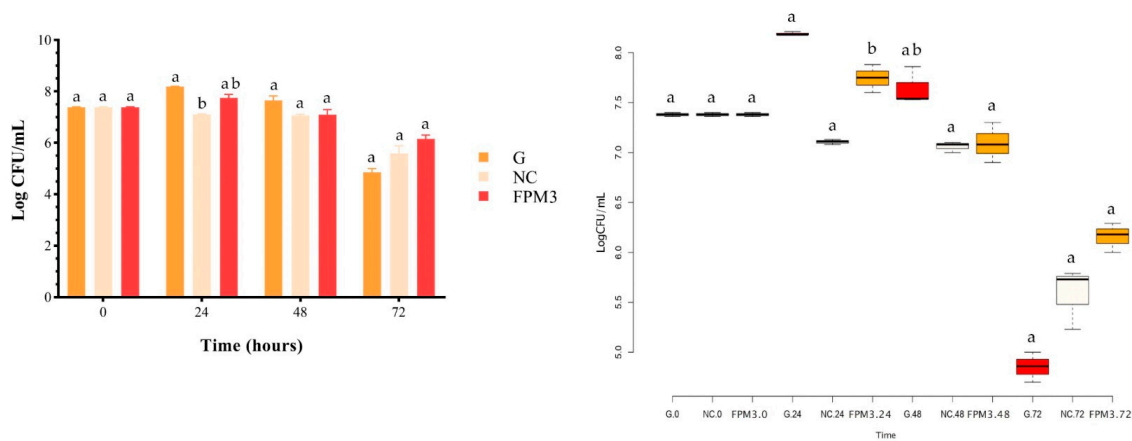 10
8
6
4
2
0
Log CFU/mL
a a a
a b a b
a a a
a a a
0 24 48 72
Time (hours)
G
NC
FPM3
8.0
7.5
7.0
6.5
6.0
5.5
5.0
LogCFU/mL
a a a a a b a b a a a a a
G.0 NC.0 FPM3.0 G.24 NC.24 FPM3.24 G.48 NC.48 FPM3.48 G.72 NC.72 FPM3.72
Time